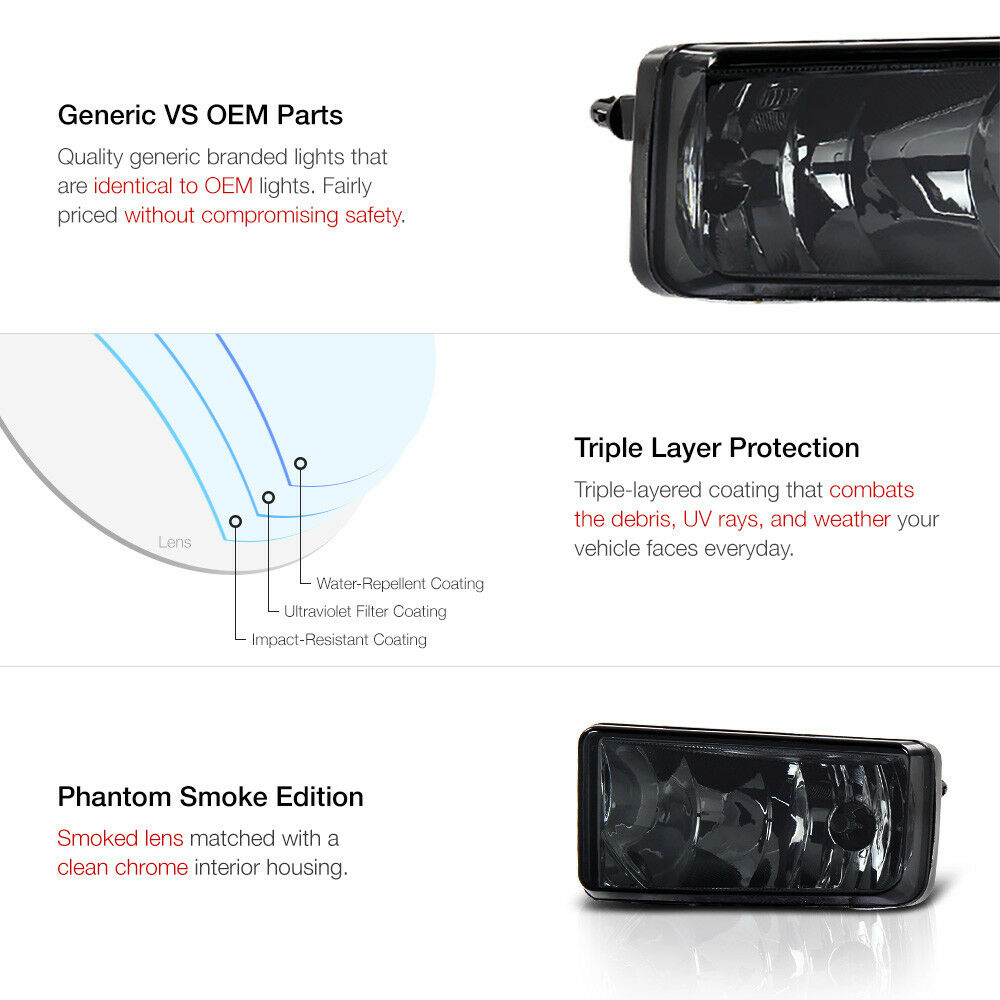 Generic VS OEM Parts
Quality generic branded lights that
are identical to OEM lights. Fairly
priced without compromising safety.
Triple Layer Protection
Triple-layered coating that combats
the debris, UV rays, and weather your
vehicle faces everyday.
Lens
Water-Repellent Coating
Ultraviolet Filter Coating
Impact-Resistant Coating
Phantom Smoke Edition
Smoked lens matched with a
clean chrome interior housing.